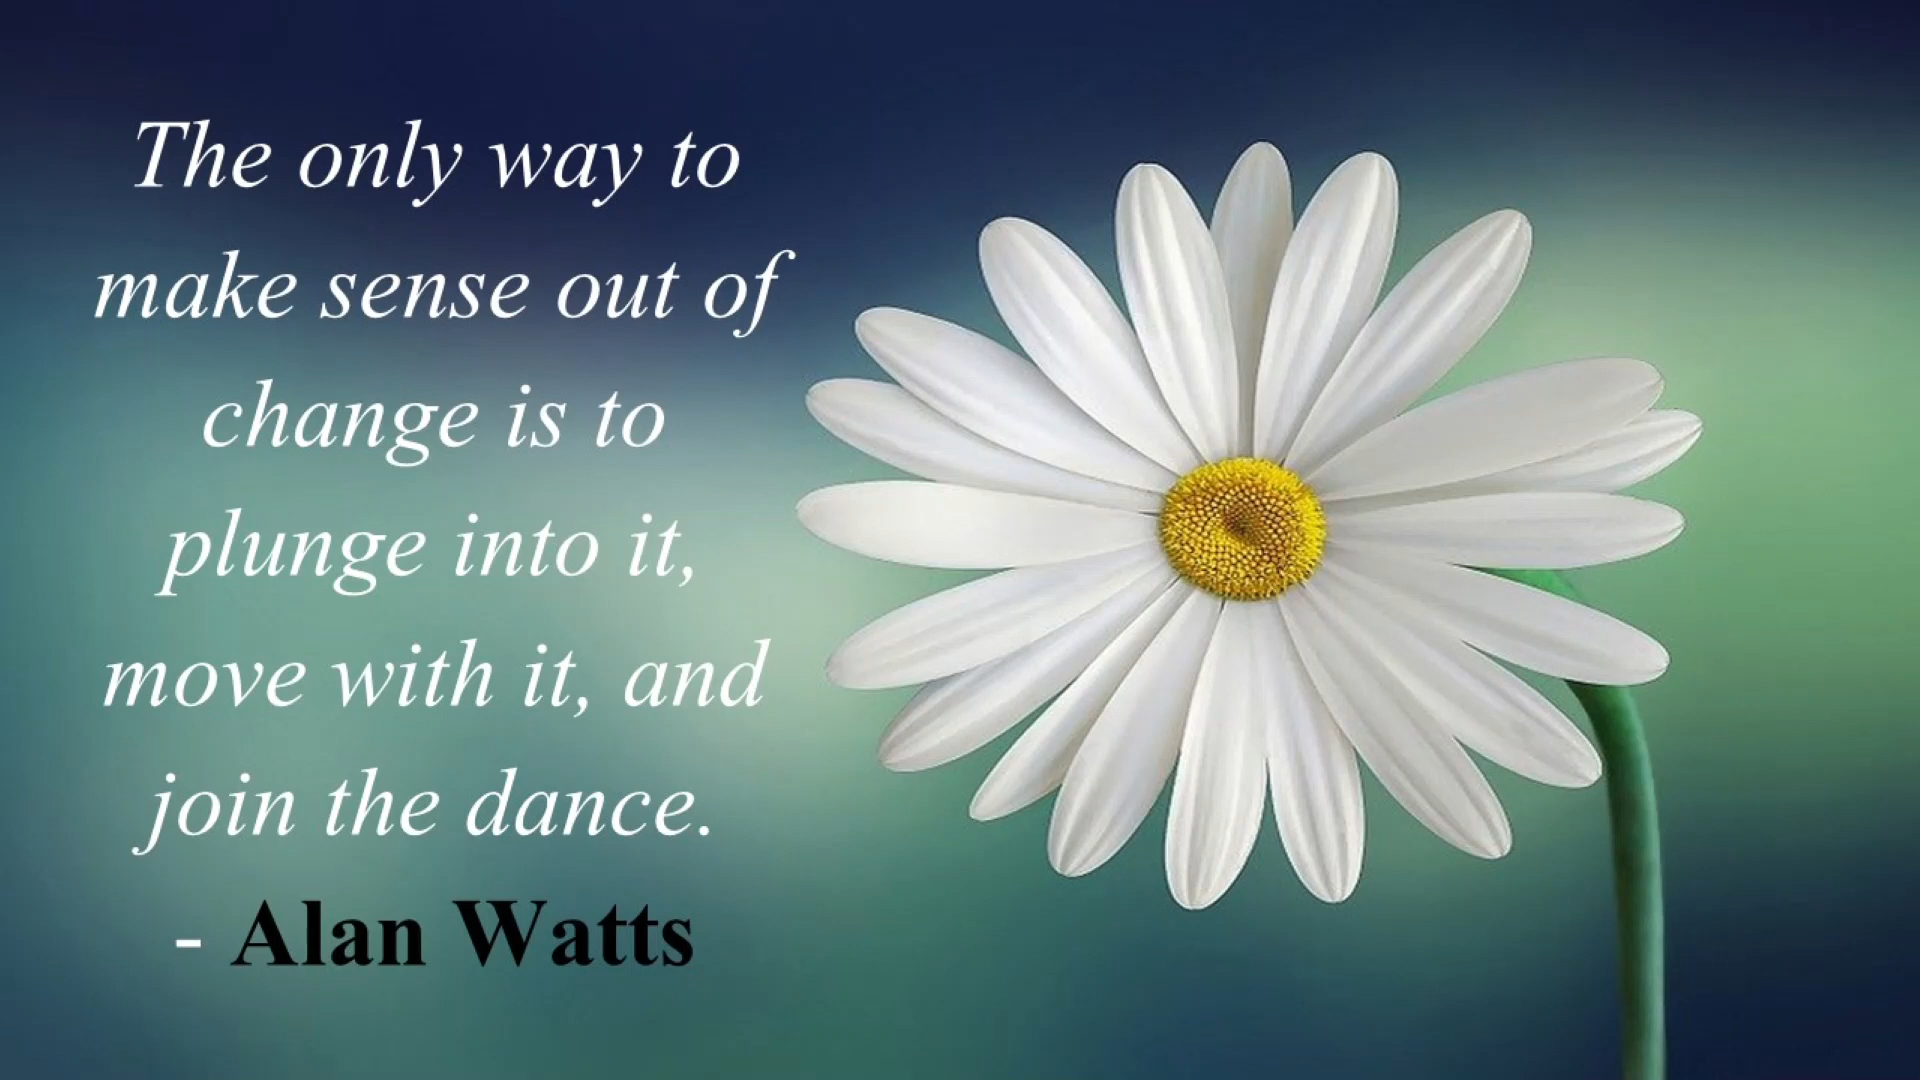 The only way to
make sense out of
change is to
plunge into it,
move with it, and
join the dance.
- Alan Watts